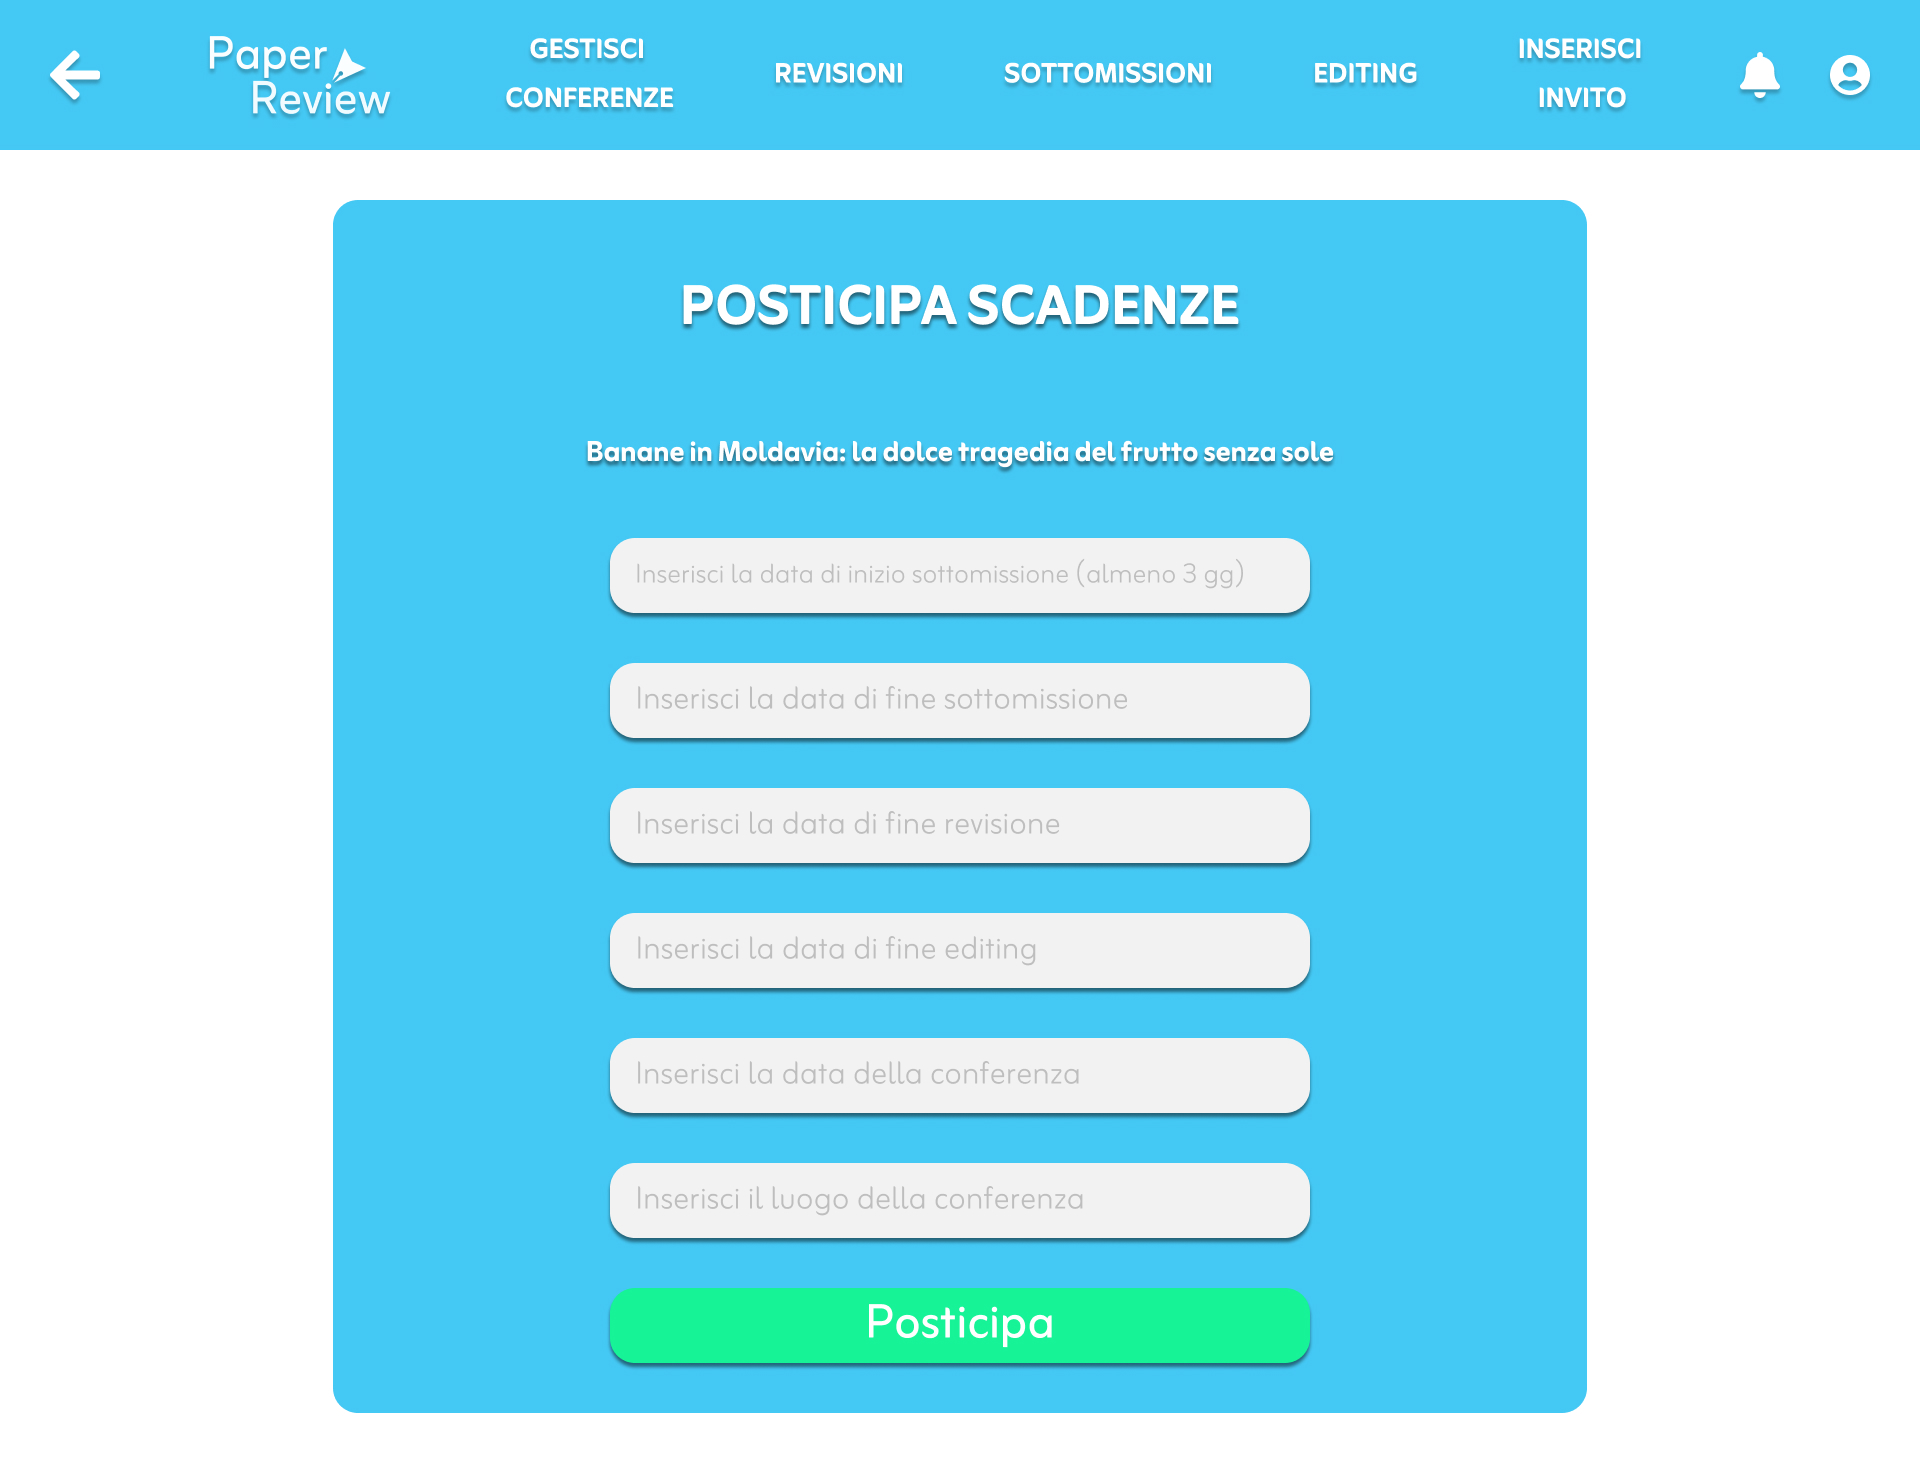 Paper
Review
GESTISCI
CONFERENZE
REVISIONI
SOTTOMISSIONI
EDITING
INSERISCI
INVITO
POSTICIPA SCADENZE
Banane in Moldavia: la dolce tragedia del frutto senza sole
Inserisci la data di inizio sottomissione (almeno 3 gg)
Inserisci la data di fine sottomissione
Inserisci la data di fine revisione
Inserisci la data di fine editing
Inserisci la data della conferenza
Inserisci il luogo della conferenza
Posticipa